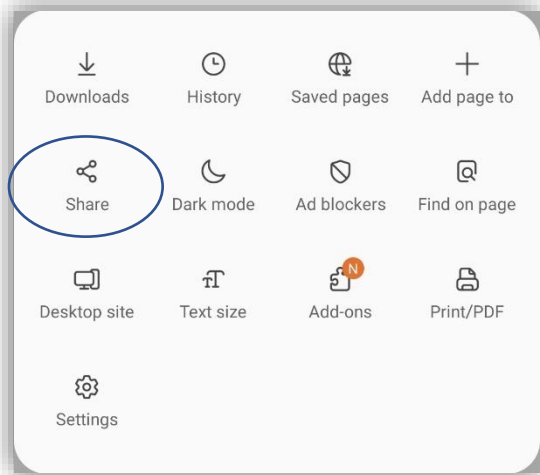 Downloads History Saved pages Add page to
Share Dark mode Ad blockers Find on page
N
Desktop site Text size Add-ons Print/PDF
Settings